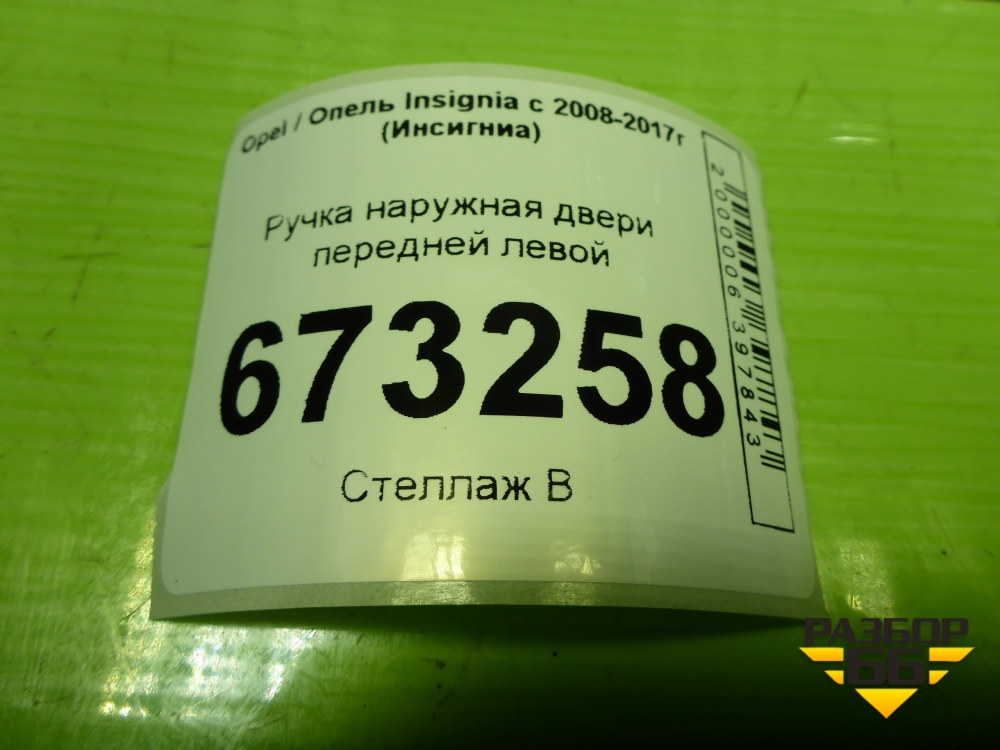 Opel / Опель Insignia с 2008-2017г
(Инсигниа)
Ручка наружная двери
передней левой
673258
Стеллаж В
2000006397843
РАЗБОР
66